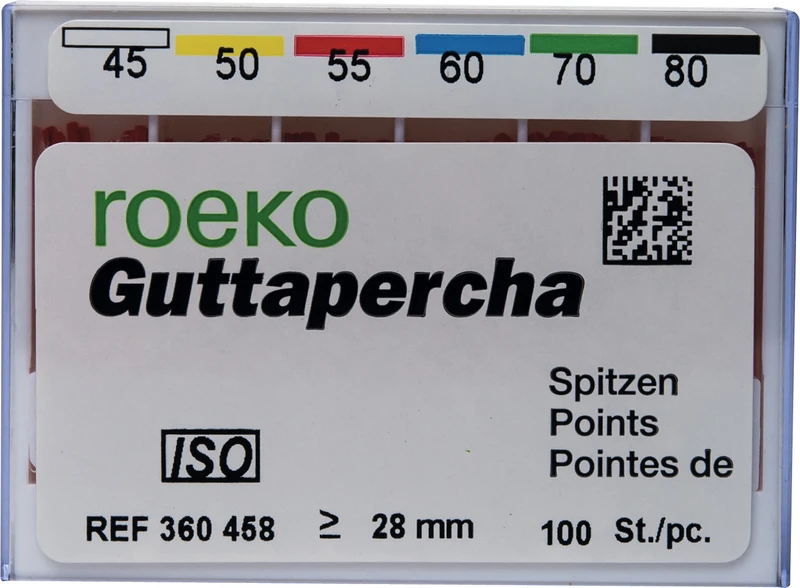 45 50 55 60 70 80
roeko
Guttapercha
Spitzen
Points
Pointes de
ISO
REF 360 458 ≥ 28 mm 100 St./pc.